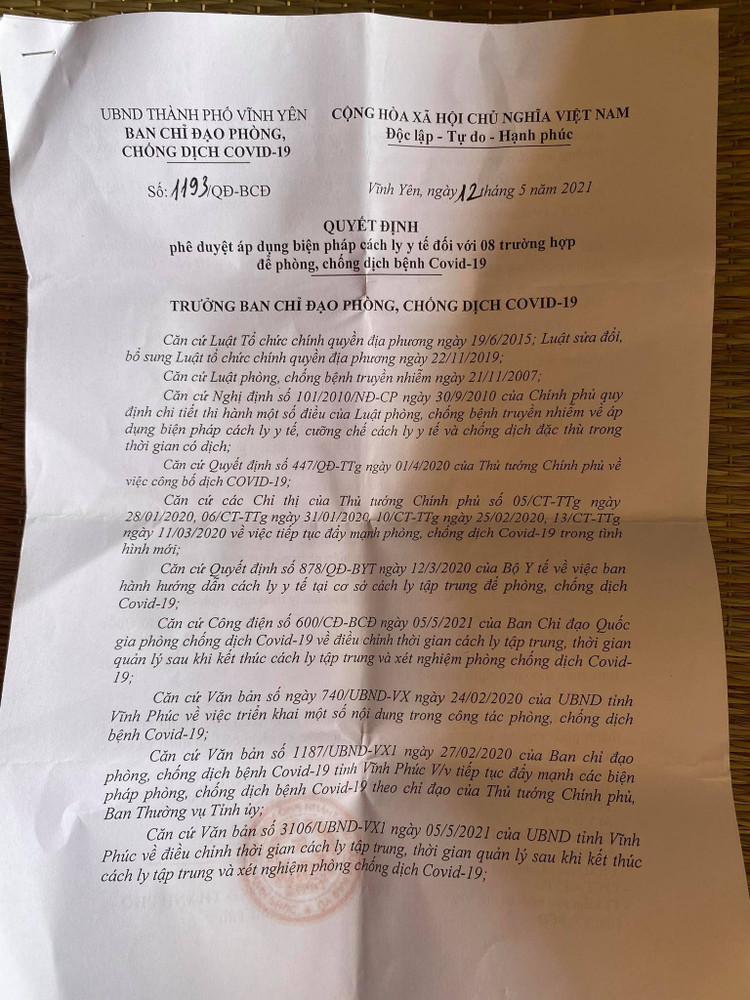 UBND THÀNH PHỐ VĨNH YÊN
BAN CHỈ ĐẠO PHÒNG,
CHỐNG DỊCH COVID-19
CỘNG HÒA XÃ HỘI CHỦ NGHĨA VIỆT NAM
Độc lập - Tự do - Hạnh phúc
Số: 1193/QĐ-BCĐ
Vĩnh Yên, ngày 12 tháng 5 năm 2021
QUYẾT ĐỊNH
phê duyệt áp dụng biện pháp cách ly y tế đối với 08 trường hợp
để phòng, chống dịch bệnh Covid-19
TRƯỞNG BAN CHỈ ĐẠO PHÒNG, CHỐNG DỊCH COVID-19
Căn cứ Luật Tổ chức chính quyền địa phương ngày 19/6/2015; Luật sửa đổi,
bổ sung Luật tổ chức chính quyền địa phương ngày 22/11/2019;
Căn cứ Luật phòng, chống bệnh truyền nhiễm ngày 21/11/2007;
Căn cứ Nghị định số 101/2010/NĐ-CP ngày 30/9/2010 của Chính phủ quy
định chi tiết thi hành một số điều của Luật phòng, chống bệnh truyền nhiễm về áp
dụng biện pháp cách ly y tế, cưỡng chế cách ly y tế và chống dịch đặc thù trong
thời gian có dịch;
Căn cứ Quyết định số 447/QĐ-TTg ngày 01/4/2020 của Thủ tướng Chính phủ về
việc công bố dịch COVID-19;
Căn cứ các Chỉ thị của Thủ tướng Chính phủ số 05/CT-TTg ngày
28/01/2020, 06/CT-TTg ngày 31/01/2020, 10/CT-TTg ngày 25/02/2020, 13/CT-TTg
ngày 11/03/2020 về việc tiếp tục đẩy mạnh phòng, chống dịch Covid-19 trong tình
hình mới;
Căn cứ Quyết định số 878/QĐ-BYT ngày 12/3/2020 của Bộ Y tế về việc ban
hành hướng dẫn cách ly y tế tại cơ sở cách ly tập trung để phòng, chống dịch
Covid-19;
Căn cứ Công điện số 600/CĐ-BCĐ ngày 05/5/2021 của Ban Chỉ đạo Quốc
gia phòng chống dịch Covid-19 về điều chỉnh thời gian cách ly tập trung, thời gian
quản lý sau khi kết thúc cách ly tập trung và xét nghiệm phòng chống dịch Covid-
19;
Căn cứ Văn bản số ngày 740/UBND-VX ngày 24/02/2020 của UBND tỉnh
Vĩnh Phúc về việc triển khai một số nội dung trong công tác phòng, chống dịch
bệnh Covid-19;
Căn cứ Văn bản số 1187/UBND-VX1 ngày 27/02/2020 của Ban chỉ đạo
phòng, chống dịch bệnh Covid-19 tỉnh Vĩnh Phúc V/v tiếp tục đẩy mạnh các biện
pháp phòng, chống dịch bệnh Covid-19 theo chỉ đạo của Thủ tướng Chính phủ,
Ban Thường vụ Tỉnh ủy;
Căn cứ Văn bản số 3106/UBND-VX1 ngày 05/5/2021 của UBND tỉnh Vĩnh
Phúc về điều chỉnh thời gian cách ly tập trung, thời gian quản lý sau khi kết thúc
cách ly tập trung và xét nghiệm phòng chống dịch Covid-19;